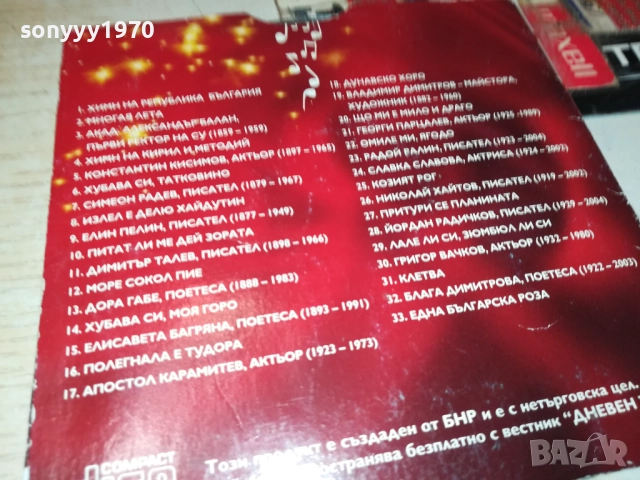 sonyyy1970
maxell
1. ХИМН НА РЕПУБЛИКА БЪЛГАРИЯ
2. МНОГАЯ ЛЕТА
3. АКАД. АЛЕКСАНДЪР БАЛАН,
ПЪРВИ РЕКТОР НА СУ (1859 – 1959)
4. ХИМН НА КИРИЛ И МЕТОДИЙ
5. КОНСТАНТИН КИСИМОВ, АКТЬОР (1897 – 1965)
6. ХУБАВА СИ, ТАТКОВИНО
7. СИМЕОН РАДЕВ, ПИСАТЕЛ (1879 – 1967)
8. ИЗЛЕЛ Е ДЕЛЮ ХАЙДУТИН
9. ЕЛИН ПЕЛИН, ПИСАТЕЛ (1877 – 1949)
10. ПИТАТ ЛИ МЕ ДЕЙ ЗОРАТА
11. ДИМИТЪР ТАЛЕВ, ПИСАТЕЛ (1898 – 1966)
12. МОРЕ СОКОЛ ПИЕ
13. ДОРА ГАБЕ, ПОЕТЕСА (1888 – 1983)
14. ХУБАВА СИ, МОЯ ГОРО
15. ЕЛИСАВЕТА БАГРЯНА, ПОЕТЕСА (1893 – 1991)
16. ПОЛЕГНАЛА Е ТУДОРА
17. АПОСТОЛ КАРАМИТЕВ, АКТЬОР (1923 – 1973)
18. ДУНАВСКО ХОРО
19. ВЛАДИМИР ДИМИТРОВ – МАЙСТОРА,
ХУДОЖНИК (1882 – 1960)
20. ЩО МИ Е МИЛО И ДРАГО
21. ГЕОРГИ ПАРЦАЛЕВ, АКТЬОР (1925 – 1989)
22. ОМИЛЕ МИ, ЯГОДО
23. РАДОЙ РАЛИН, ПИСАТЕЛ (1923 – 2004)
24. СЛАВКА СЛАВОВА, АКТРИСА (1924 – 2002)
25. КОЗИЯТ РОГ
26. НИКОЛАЙ ХАЙТОВ, ПИСАТЕЛ (1919 – 2002)
27. ПРИТУРИ СЕ ПЛАНИНАТА
28. ЙОРДАН РАДИЧКОВ, ПИСАТЕЛ (1929 – 2004)
29. ЛАЛЕ ЛИ СИ, ЗЮМБЮЛ ЛИ СИ
30. ГРИГОР ВАЧКОВ, АКТЬОР (1932 – 1980)
31. КЛЕТВА
32. БЛАГА ДИМИТРОВА, ПОЕТЕСА (1922 – 2003)
33. ЕДНА БЪЛГАРСКА РОЗА
Този продукт е създаден от БНР и е с нетърговска цел.
безплатно с вестник "ДНЕВЕН
COMPACT
BAZAR